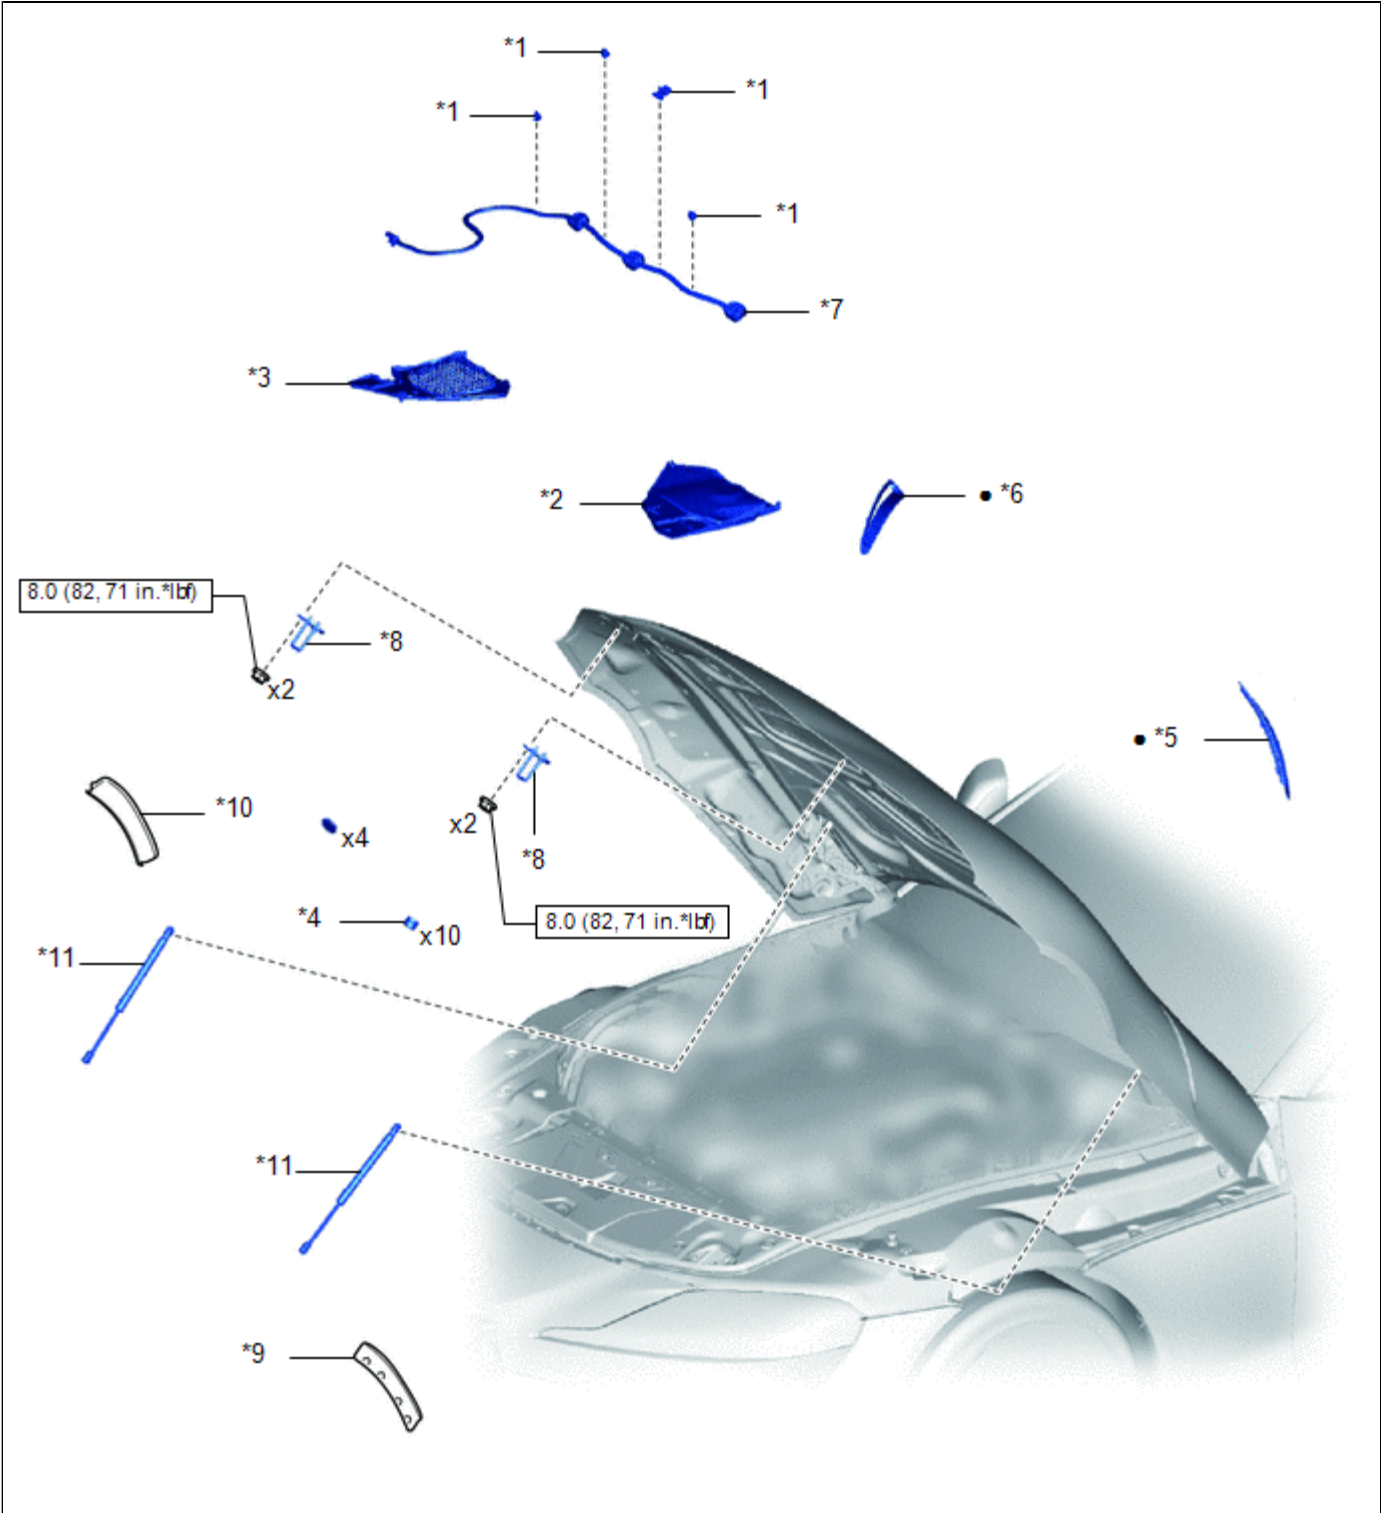 *1
*1
*1
*1
*7
*3
*2
● *6
8.0 (82, 71 in.*lbf)
*8
x2
● *5
*10
x4
x2
*8
*4
x10
8.0 (82, 71 in.*lbf)
*11
*11
*9